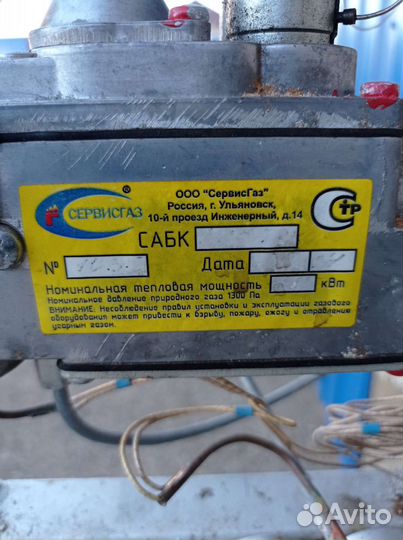 СЕРВИСГАЗ
®
ООО "СервисГаз"
Россия, г. Ульяновск,
10-й проезд Инженерный, д.14
СТР
САБК
№
Дата
Номинальная тепловая мощность кВт
Номинальное давление природного газа 1300 Па
ВНИМАНИЕ: Несоблюдение правил установки и эксплуатации газового
оборудования может привести к взрыву, пожару, ожогу и отравлению
угарным газом.
Avito